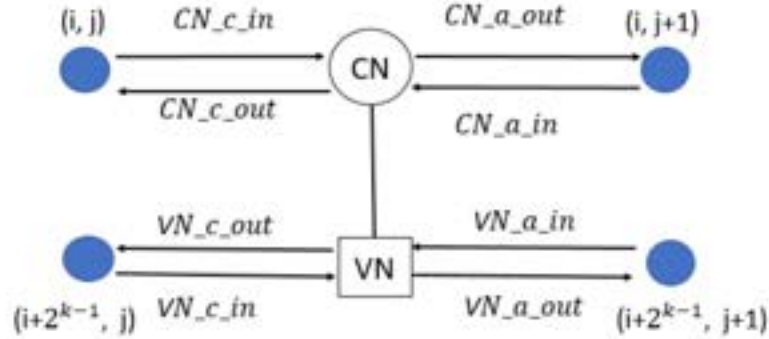 (i, j) CN_c_in CN_a_out (i, j+1)
CN
CN_c_out CN_a_in
VN_c_out VN_a_in
VN
(i+2^{k−1}, j) VN_c_in VN_a_out (i+2^{k−1}, j+1)